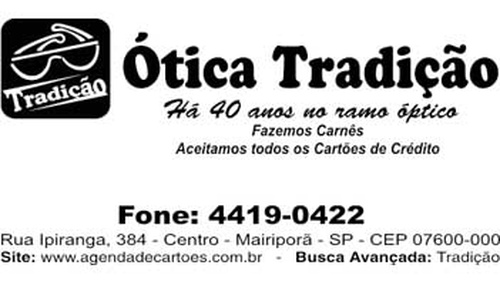 Tradição
Ótica Tradição
Há 40 anos no ramo óptico
Fazemos Carnês
Aceitamos todos os Cartões de Crédito
Fone: 4419-0422
Rua Ipiranga, 384 - Centro - Mairiporã - SP - CEP 07600-000
Site: www.agendadecartoes.com.br - Busca Avançada: Tradição